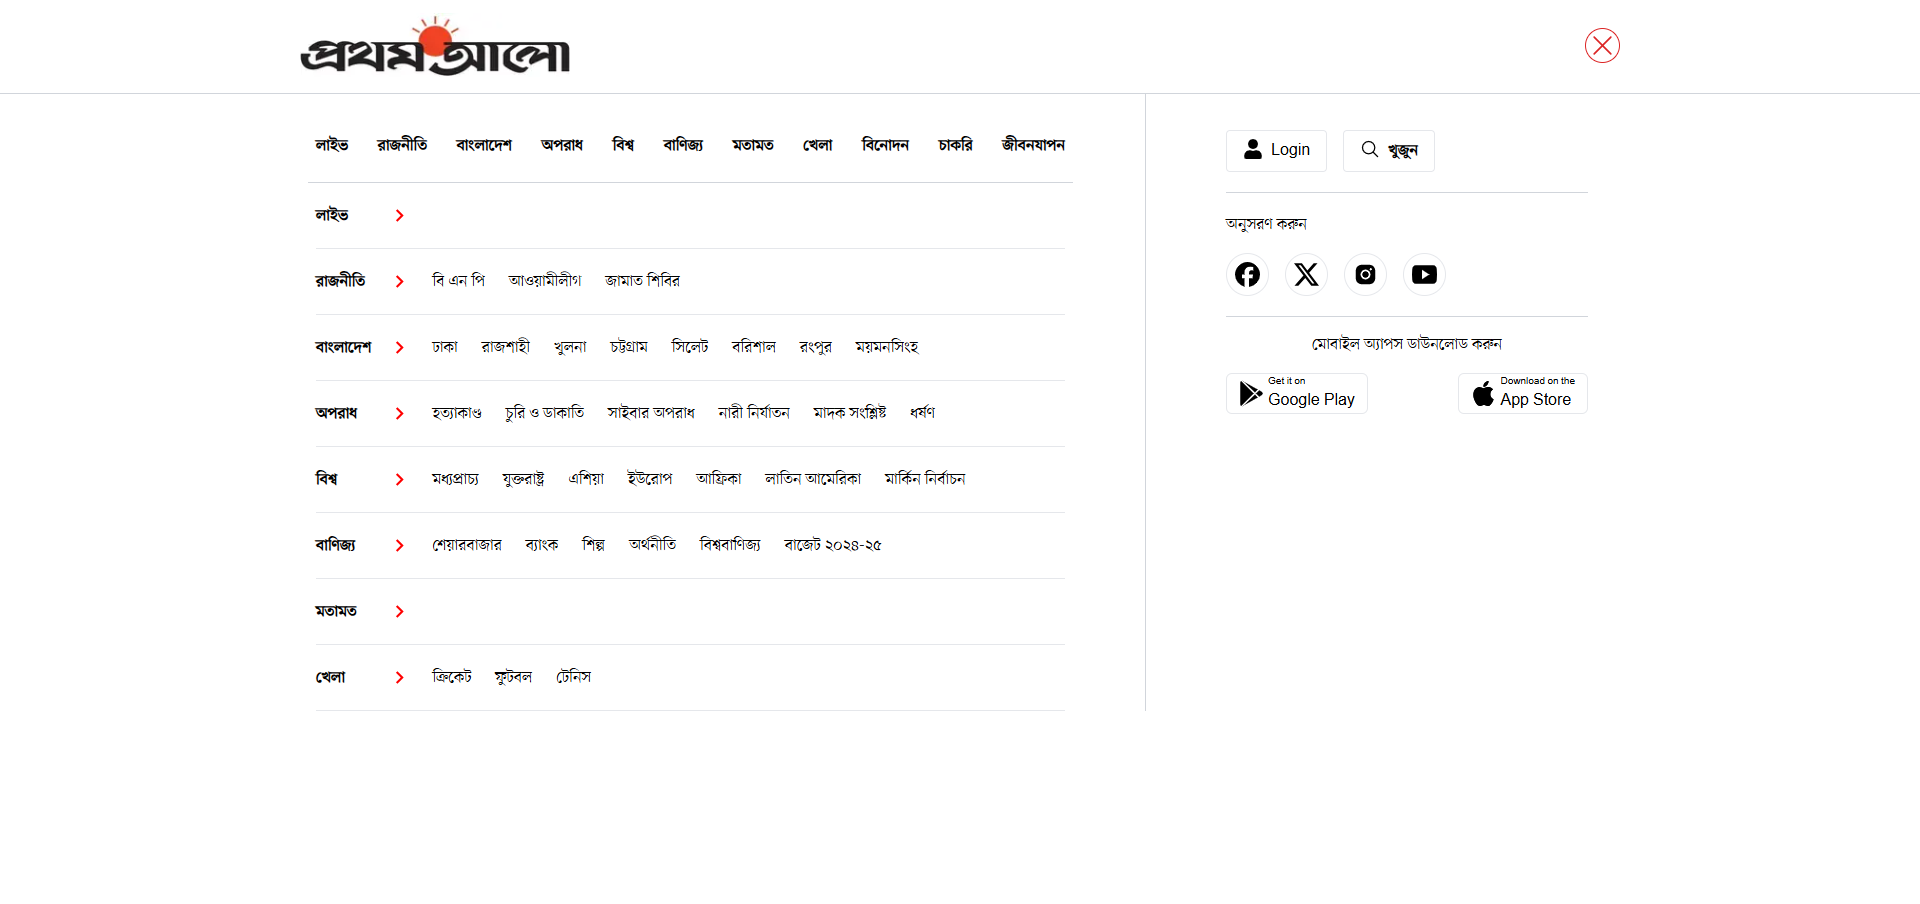 প্রথম আলো
লাইভ রাজনীতি বাংলাদেশ অপরাধ বিশ্ব বাণিজ্য মতামত খেলা বিনোদন চাকরি জীবনযাপন
লাইভ
রাজনীতি বি এন পি আওয়ামীলীগ জামাত শিবির
বাংলাদেশ ঢাকা রাজশাহী খুলনা চট্টগ্রাম সিলেট বরিশাল রংপুর ময়মনসিংহ
অপরাধ হত্যাকাণ্ড চুরি ও ডাকাতি সাইবার অপরাধ নারী নির্যাতন মাদক সংশ্লিষ্ট ধর্ষণ
বিশ্ব মধ্যপ্রাচ্য যুক্তরাষ্ট্র এশিয়া ইউরোপ আফ্রিকা লাতিন আমেরিকা মার্কিন নির্বাচন
বাণিজ্য শেয়ারবাজার ব্যাংক শিল্প অর্থনীতি বিশ্ববাণিজ্য বাজেট ২০২৪-২৫
মতামত
খেলা ক্রিকেট ফুটবল টেনিস
Login খুজুন
অনুসরণ করুন
মোবাইল অ্যাপস ডাউনলোড করুন
Get it on
Google Play
Download on the
App Store